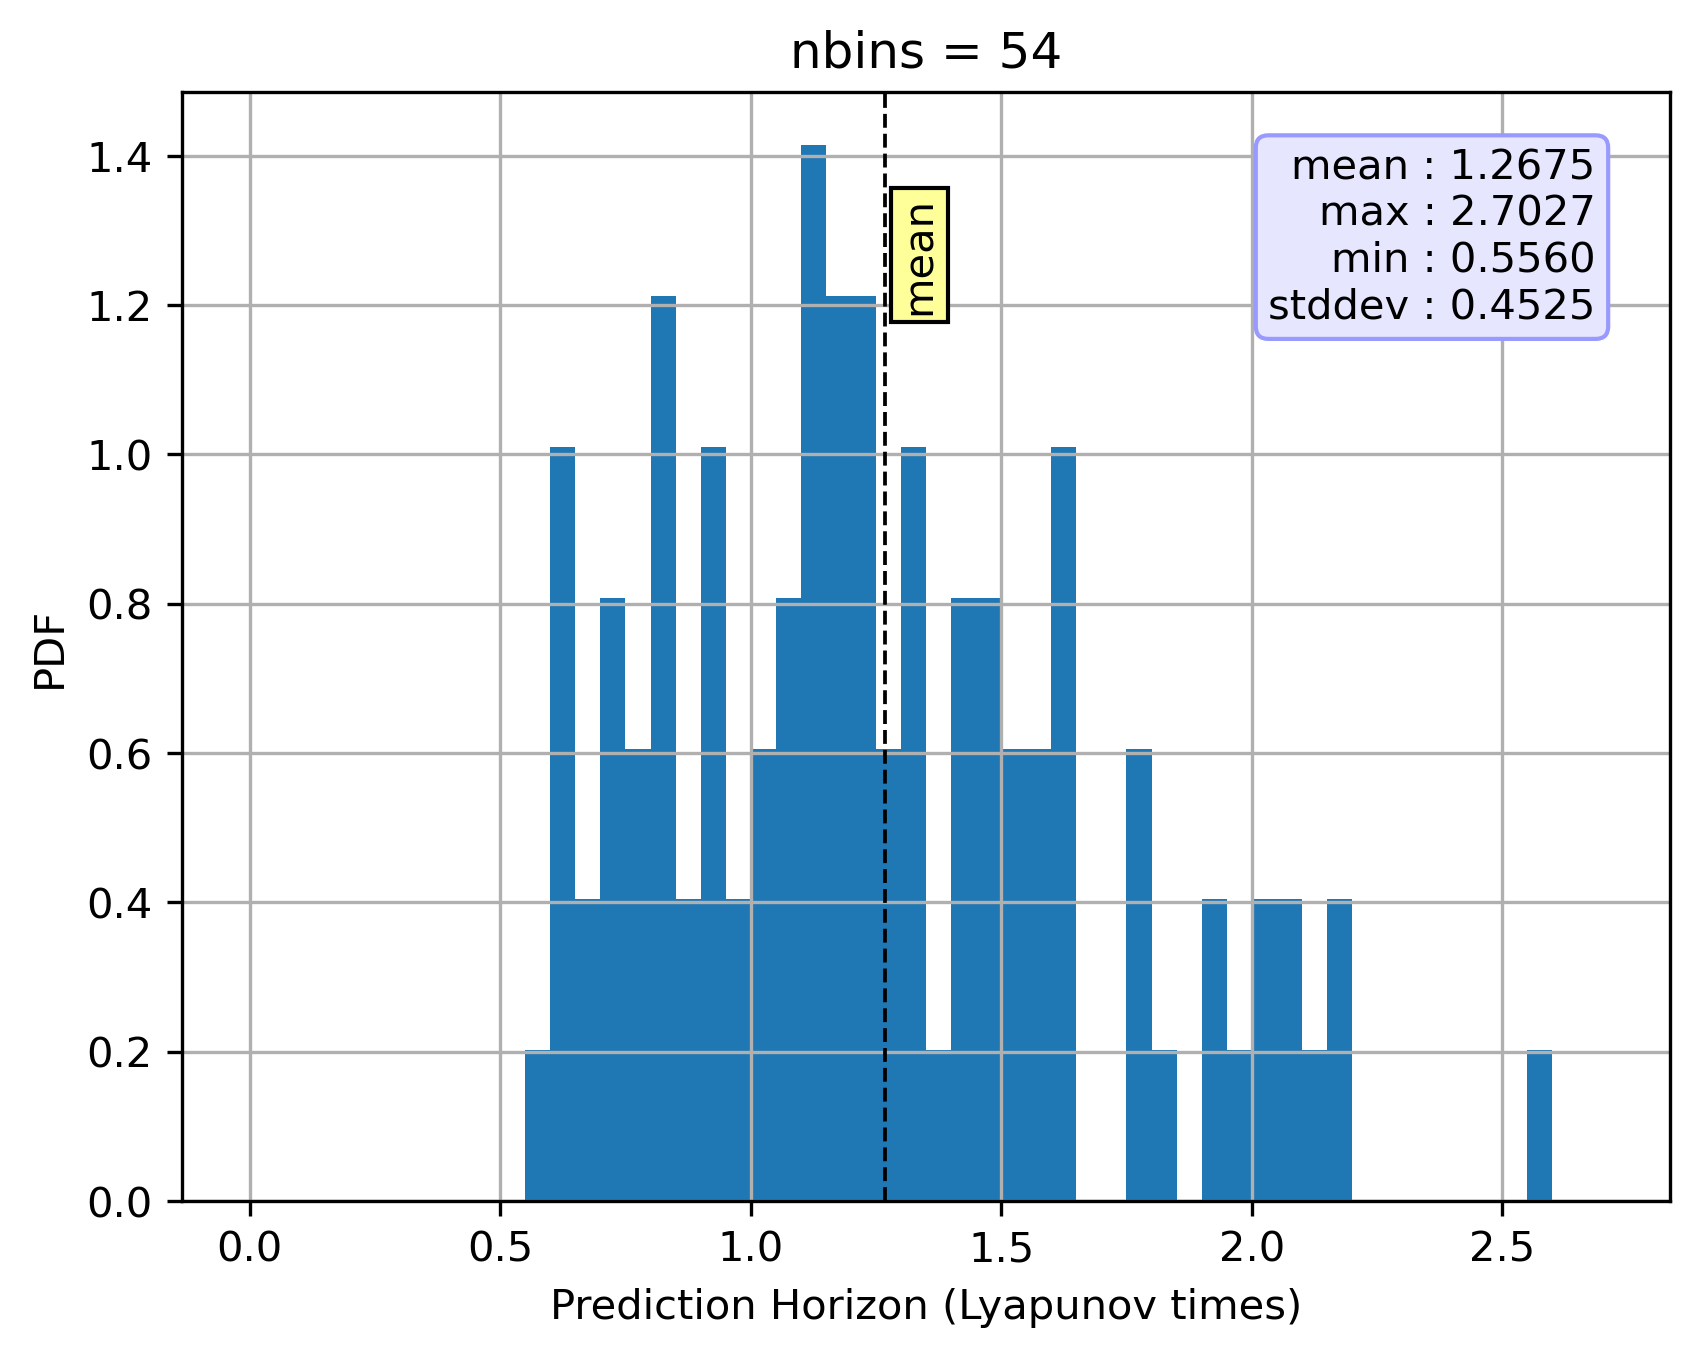 nbins = 54
mean : 1.2675
max : 2.7027
min : 0.5560
stddev : 0.4525
mean
PDF
1.4
1.2
1.0
0.8
0.6
0.4
0.2
0.0
0.0 0.5 1.0 1.5 2.0 2.5
Prediction Horizon (Lyapunov times)